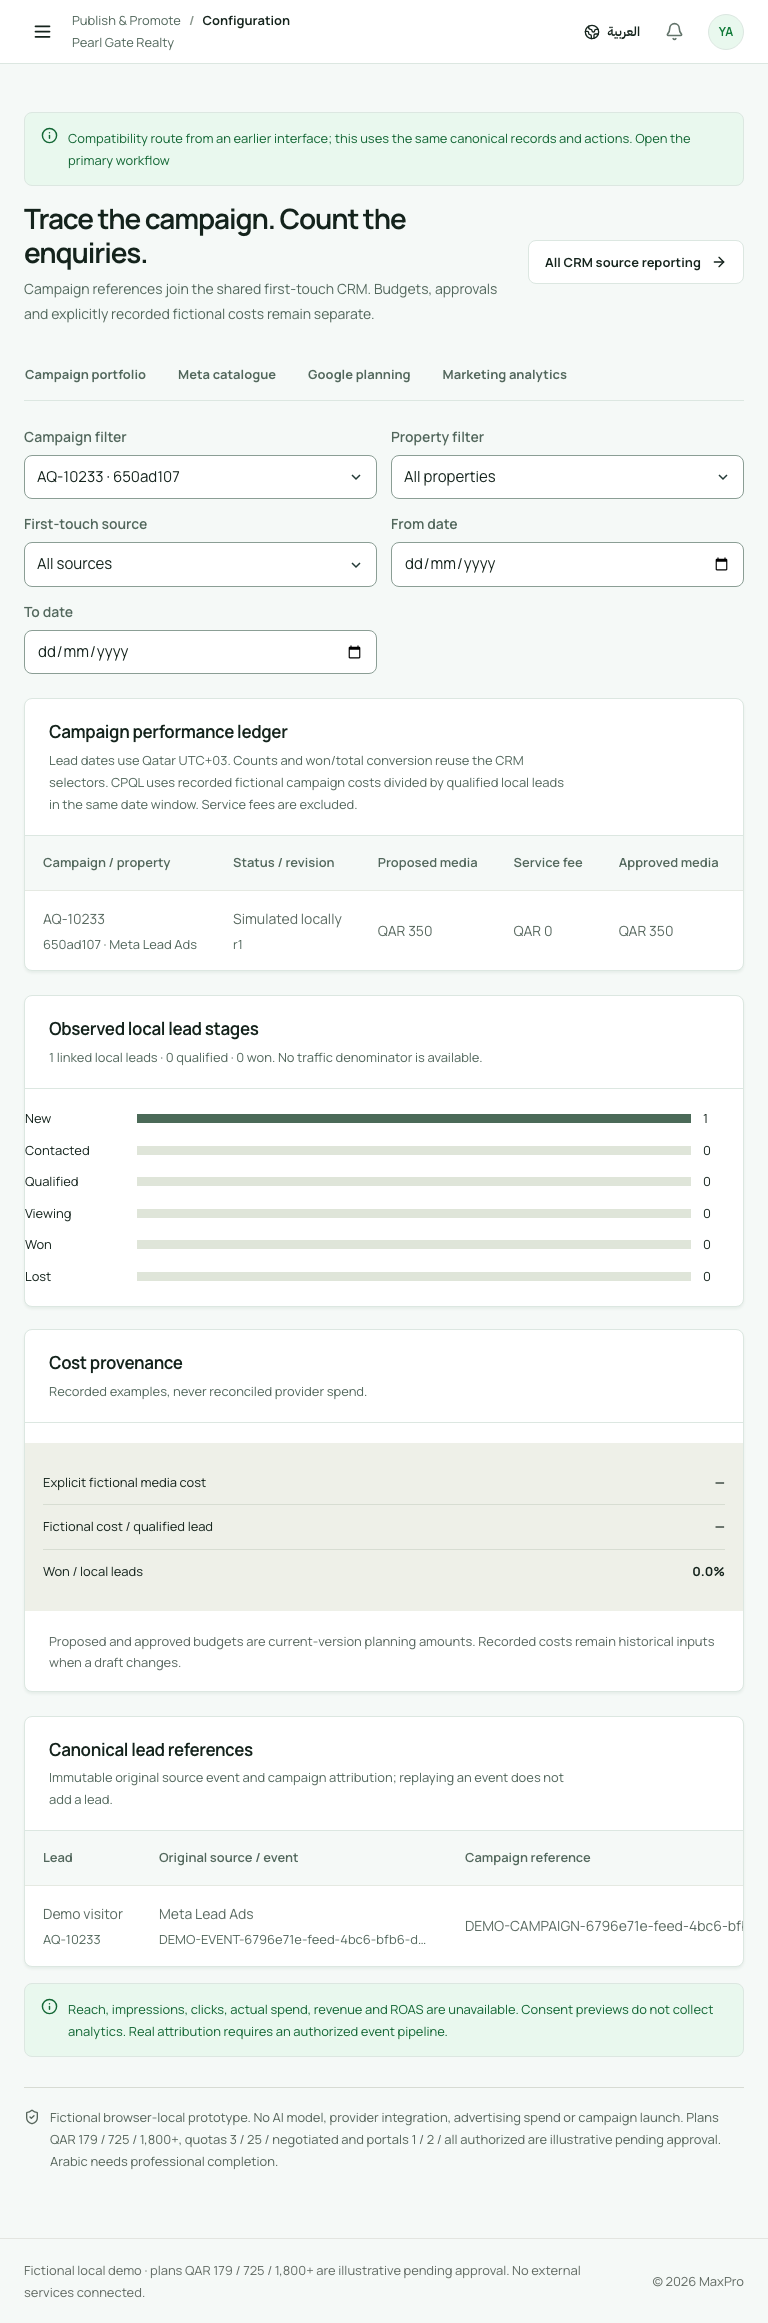 Publish & Promote / Configuration
Pearl Gate Realty
العربية
YA
Compatibility route from an earlier interface; this uses the same canonical records and actions. Open the
primary workflow
Trace the campaign. Count the
enquiries.
All CRM source reporting
Campaign references join the shared first-touch CRM. Budgets, approvals
and explicitly recorded fictional costs remain separate.
Campaign portfolio Meta catalogue Google planning Marketing analytics
Campaign filter Property filter
AQ-10233 · 650ad107 All properties
First-touch source From date
All sources dd/mm/yyyy
To date
dd/mm/yyyy
Campaign performance ledger
Lead dates use Qatar UTC+03. Counts and won/total conversion reuse the CRM
selectors. CPQL uses recorded fictional campaign costs divided by qualified local leads
in the same date window. Service fees are excluded.
Campaign / property Status / revision Proposed media Service fee Approved media
AQ-10233 Simulated locally QAR 350 QAR 0 QAR 350
650ad107 · Meta Lead Ads r1
Observed local lead stages
1 linked local leads · 0 qualified · 0 won. No traffic denominator is available.
New 1
Contacted 0
Qualified 0
Viewing 0
Won 0
Lost 0
Cost provenance
Recorded examples, never reconciled provider spend.
Explicit fictional media cost —
Fictional cost / qualified lead —
Won / local leads 0.0%
Proposed and approved budgets are current-version planning amounts. Recorded costs remain historical inputs
when a draft changes.
Canonical lead references
Immutable original source event and campaign attribution; replaying an event does not
add a lead.
Lead Original source / event Campaign reference
Demo visitor Meta Lead Ads DEMO-CAMPAIGN-6796e71e-feed-4bc6-bf
AQ-10233 DEMO-EVENT-6796e71e-feed-4bc6-bfb6-d…
Reach, impressions, clicks, actual spend, revenue and ROAS are unavailable. Consent previews do not collect
analytics. Real attribution requires an authorized event pipeline.
Fictional browser-local prototype. No AI model, provider integration, advertising spend or campaign launch. Plans
QAR 179 / 725 / 1,800+, quotas 3 / 25 / negotiated and portals 1 / 2 / all authorized are illustrative pending approval.
Arabic needs professional completion.
Fictional local demo · plans QAR 179 / 725 / 1,800+ are illustrative pending approval. No external
services connected.
© 2026 MaxPro